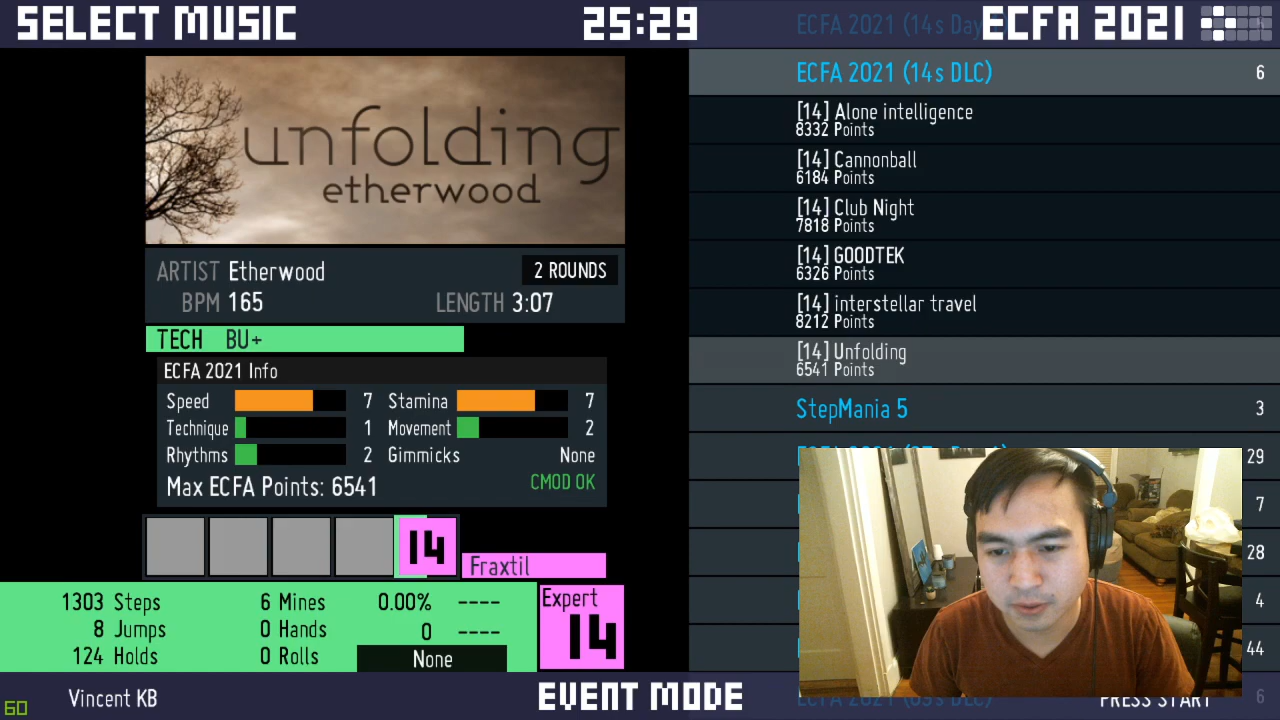 SELECT MUSIC
25:29
ECFA 2021
ECFA 2021 (14s Day
unfolding
etherwood
ARTIST Etherwood
2 ROUNDS
BPM 165
LENGTH 3:07
TECH BU+
ECFA 2021 Info
Speed 7 Stamina 7
Technique 1 Movement 2
Rhythms 2 Gimmicks None
Max ECFA Points: 6541
CMOD OK
14
Fraxtil
1303 Steps 6 Mines 0.00% ----
8 Jumps 0 Hands 0 ----
124 Holds 0 Rolls None
Expert
14
ECFA 2021 (14s DLC) 6
[14] Alone intelligence
8332 Points
[14] Cannonball
6184 Points
[14] Club Night
7818 Points
[14] GOODTEK
6326 Points
[14] interstellar travel
8212 Points
[14] Unfolding
6541 Points
StepMania 5 3
29
7
28
4
44
6
60
Vincent KB
EVENT MODE
PRESS START